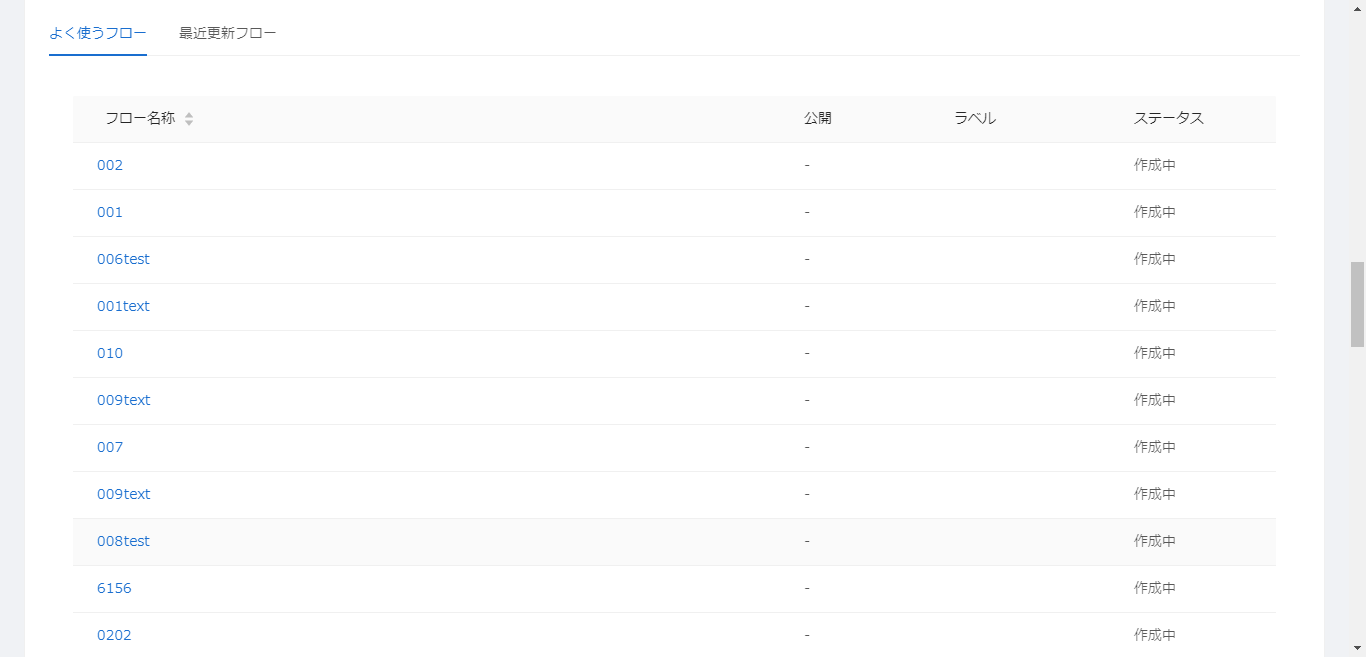 よく使うフロー 最近更新フロー
フロー名称 公開 ラベル ステータス
002 - 作成中
001 - 作成中
006test - 作成中
001text - 作成中
010 - 作成中
009text - 作成中
007 - 作成中
009text - 作成中
008test - 作成中
6156 - 作成中
0202 - 作成中